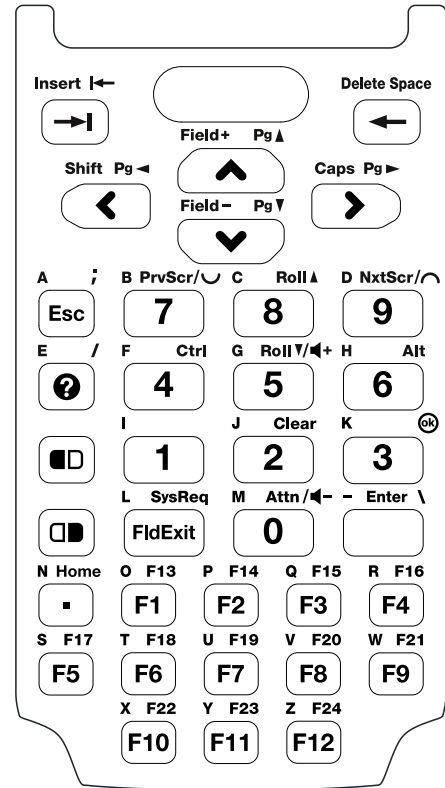 Insert |← Delete Space
→|
←
Field+ Pg▲
Shift Pg◄ Caps Pg►
Field– Pg▼
A ; B PrvScr/◡ C Roll▲ D NxtScr/◠
Esc 7 8 9
E / F Ctrl G Roll▼/◀+ H Alt
? 4 5 6
I J Clear K ok
1 2 3
L SysReq M Attn/◀– – Enter \
FldExit 0
N Home O F13 P F14 Q F15 R F16
. F1 F2 F3 F4
S F17 T F18 U F19 V F20 W F21
F5 F6 F7 F8 F9
X F22 Y F23 Z F24
F10 F11 F12